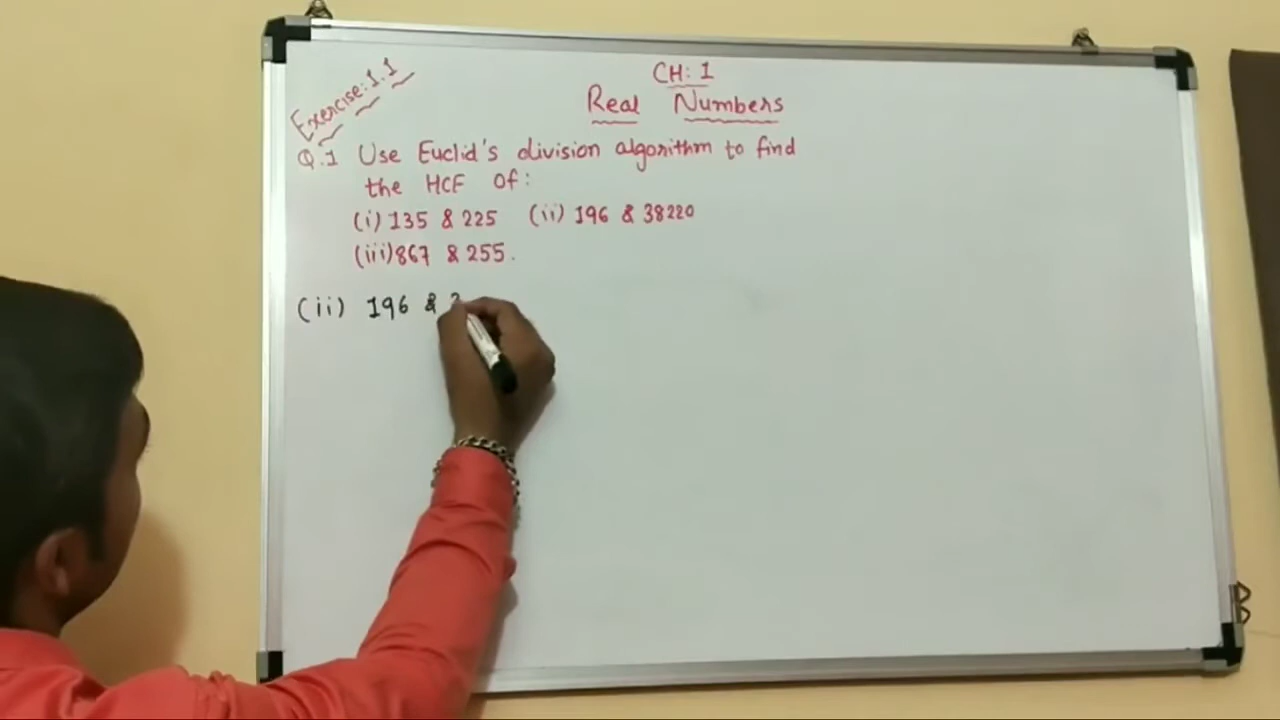 Exercise: 1.1
CH: 1
Real Numbers
Q.1 Use Euclid's division algorithm to find
the HCF Of:
(i) 135 & 225 (ii) 196 & 38220
(iii) 867 & 255.
(ii) 196 &